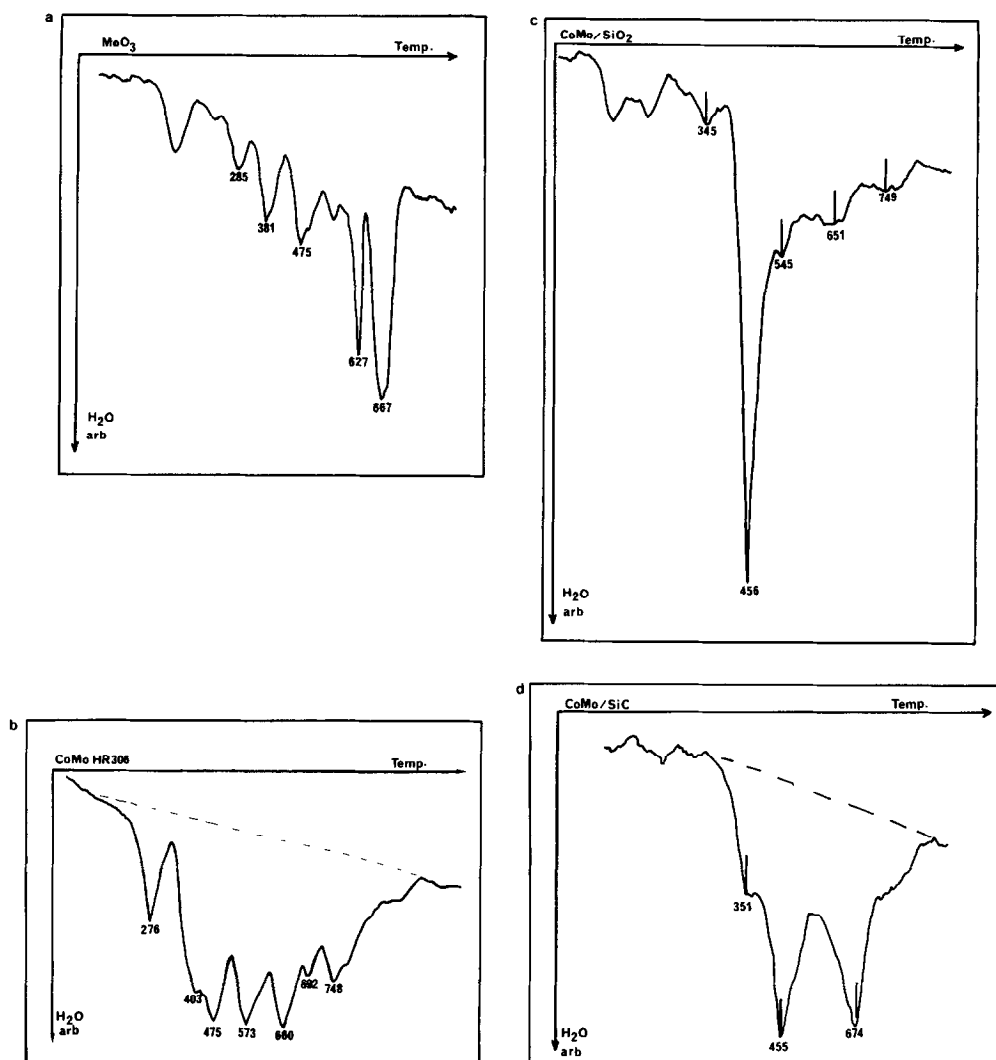 a
MoO3
Temp.
285
381
475
627
667
H2O
arb
c
CoMo/SiO2
Temp.
345
749
651
545
456
H2O
arb
b
CoMo HR306
Temp.
276
403
475
573
660
692
748
H2O
arb
d
CoMo/SiC
Temp.
351
455
674
H2O
arb